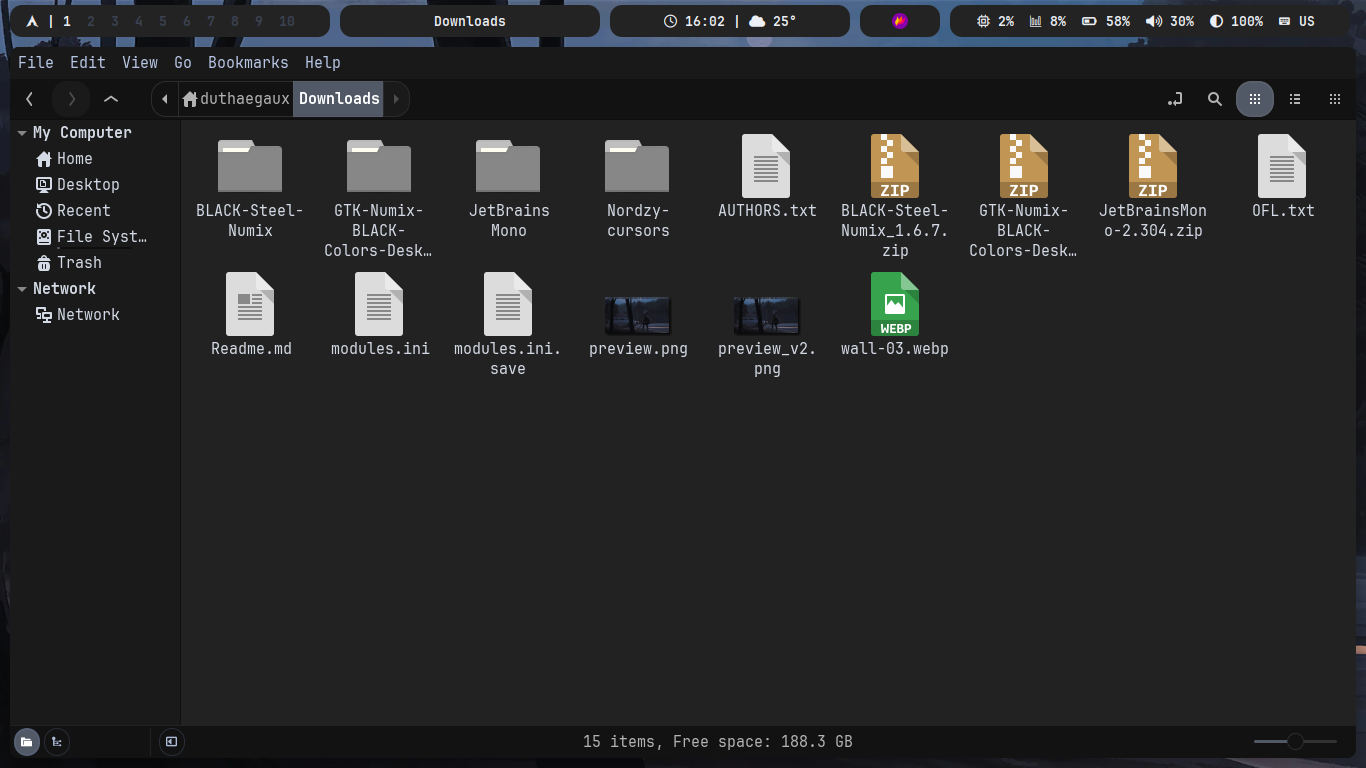 | 1 2 3 4 5 6 7 8 9 10
Downloads
16:02 | 25°
2% 8% 58% 30% 100% US
File Edit View Go Bookmarks Help
duthaegaux Downloads
My Computer
Home
Desktop
Recent
File Syst…
Trash
Network
Network
BLACK-Steel-
Numix
GTK-Numix-
BLACK-
Colors-Desk…
JetBrains
Mono
Nordzy-
cursors
AUTHORS.txt
ZIP
BLACK-Steel-
Numix_1.6.7.
zip
ZIP
GTK-Numix-
BLACK-
Colors-Desk…
ZIP
JetBrainsMon
o-2.304.zip
OFL.txt
Readme.md
modules.ini
modules.ini.
save
preview.png
preview_v2.
png
WEBP
wall-03.webp
15 items, Free space: 188.3 GB